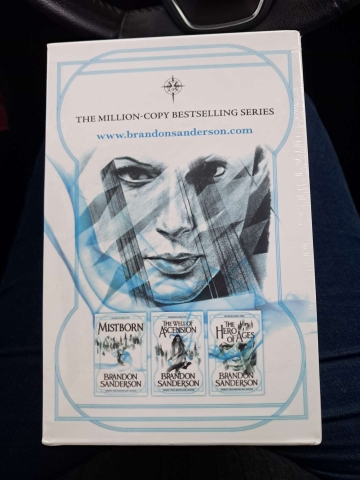 THE MILLION-COPY BESTSELLING SERIES
www.brandonsanderson.com
MISTBORN
BRANDON
SANDERSON
THE WELL OF
ASCENSION
BRANDON
SANDERSON
THE HERO
OF AGES
BRANDON
SANDERSON